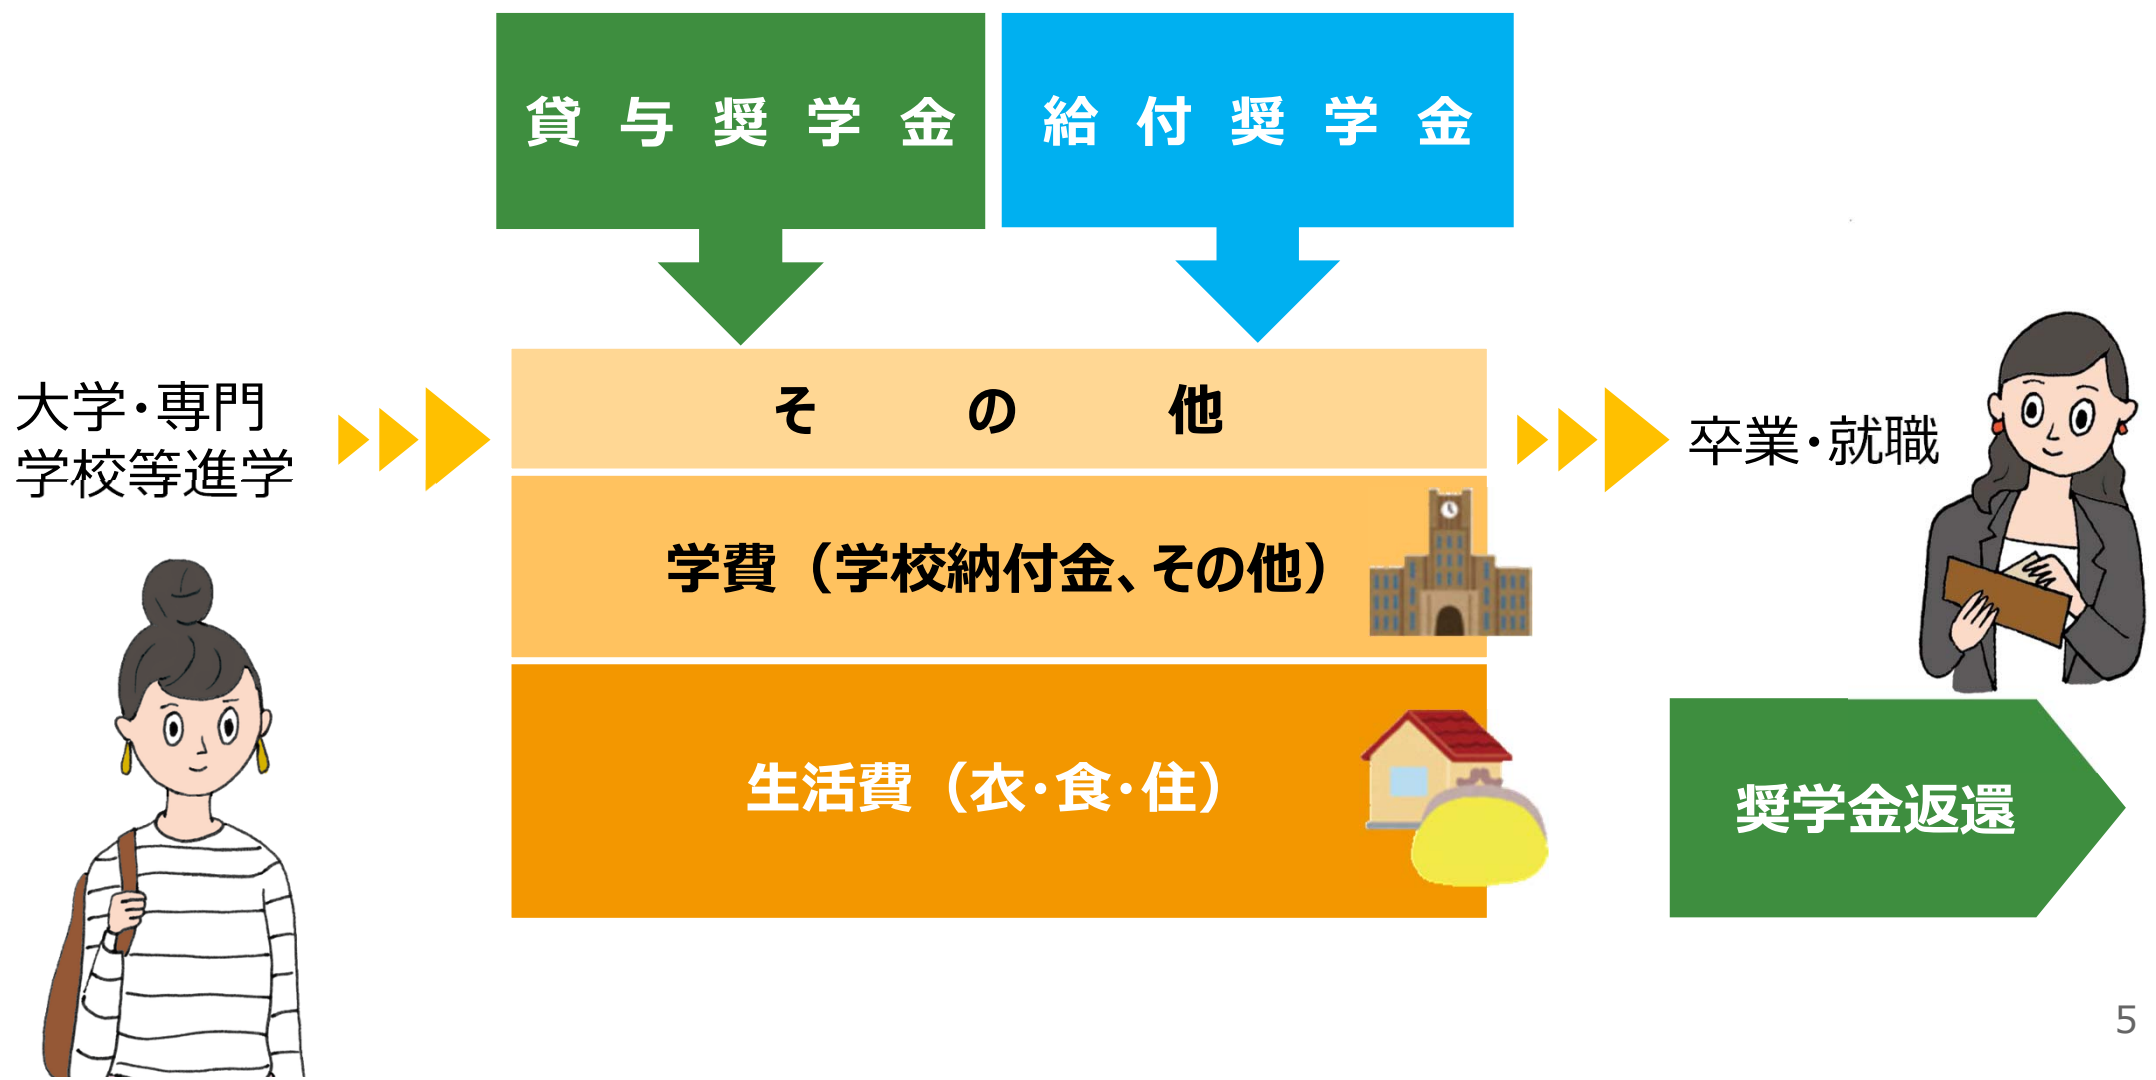 貸与奨学金
給付奨学金
大学・専門
学校等進学
その他
学費（学校納付金、その他）
生活費（衣・食・住）
卒業・就職
奨学金返還
5